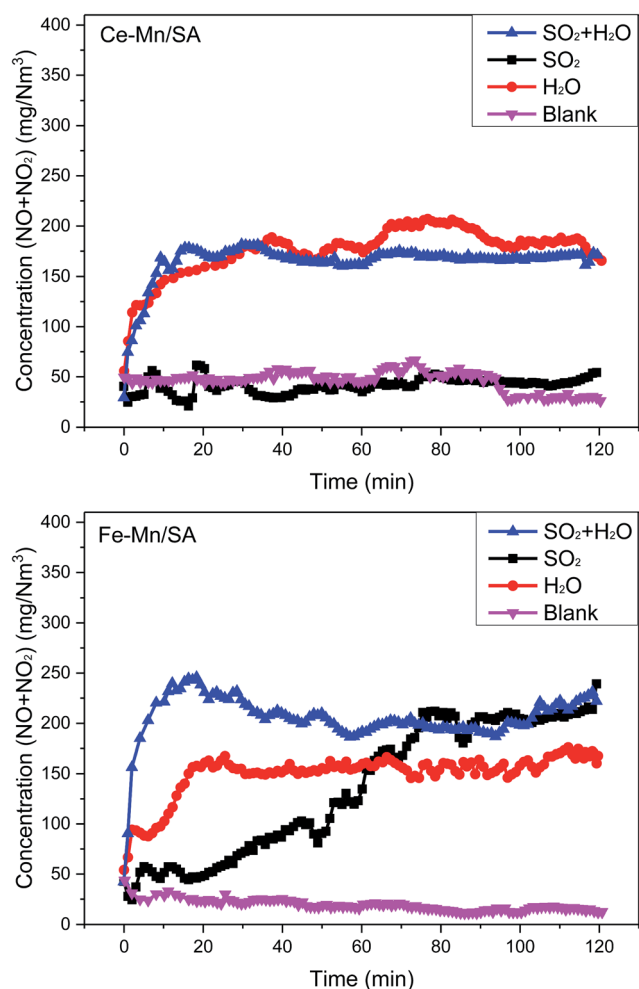 Ce-Mn/SA
SO₂+H₂O
SO₂
H₂O
Blank
400
350
300
250
200
150
100
50
0
Concentration (NO+NO₂) (mg/Nm³)
0 20 40 60 80 100 120
Time (min)
Fe-Mn/SA
SO₂+H₂O
SO₂
H₂O
Blank
400
350
300
250
200
150
100
50
0
Concentration (NO+NO₂) (mg/Nm³)
0 20 40 60 80 100 120
Time (min)